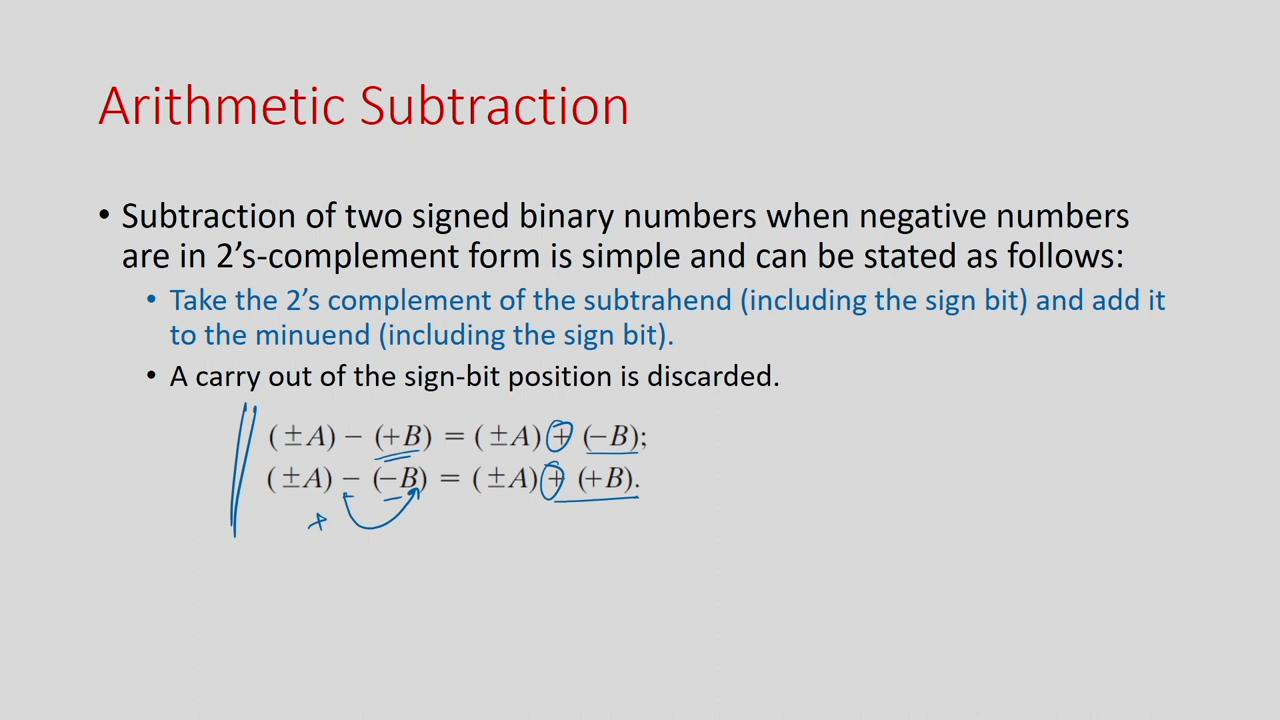 Arithmetic Subtraction
• Subtraction of two signed binary numbers when negative numbers
are in 2’s-complement form is simple and can be stated as follows:
• Take the 2’s complement of the subtrahend (including the sign bit) and add it
to the minuend (including the sign bit).
• A carry out of the sign-bit position is discarded.
(±A) − (+B) = (±A) + (−B);
(±A) − (−B) = (±A) + (+B).